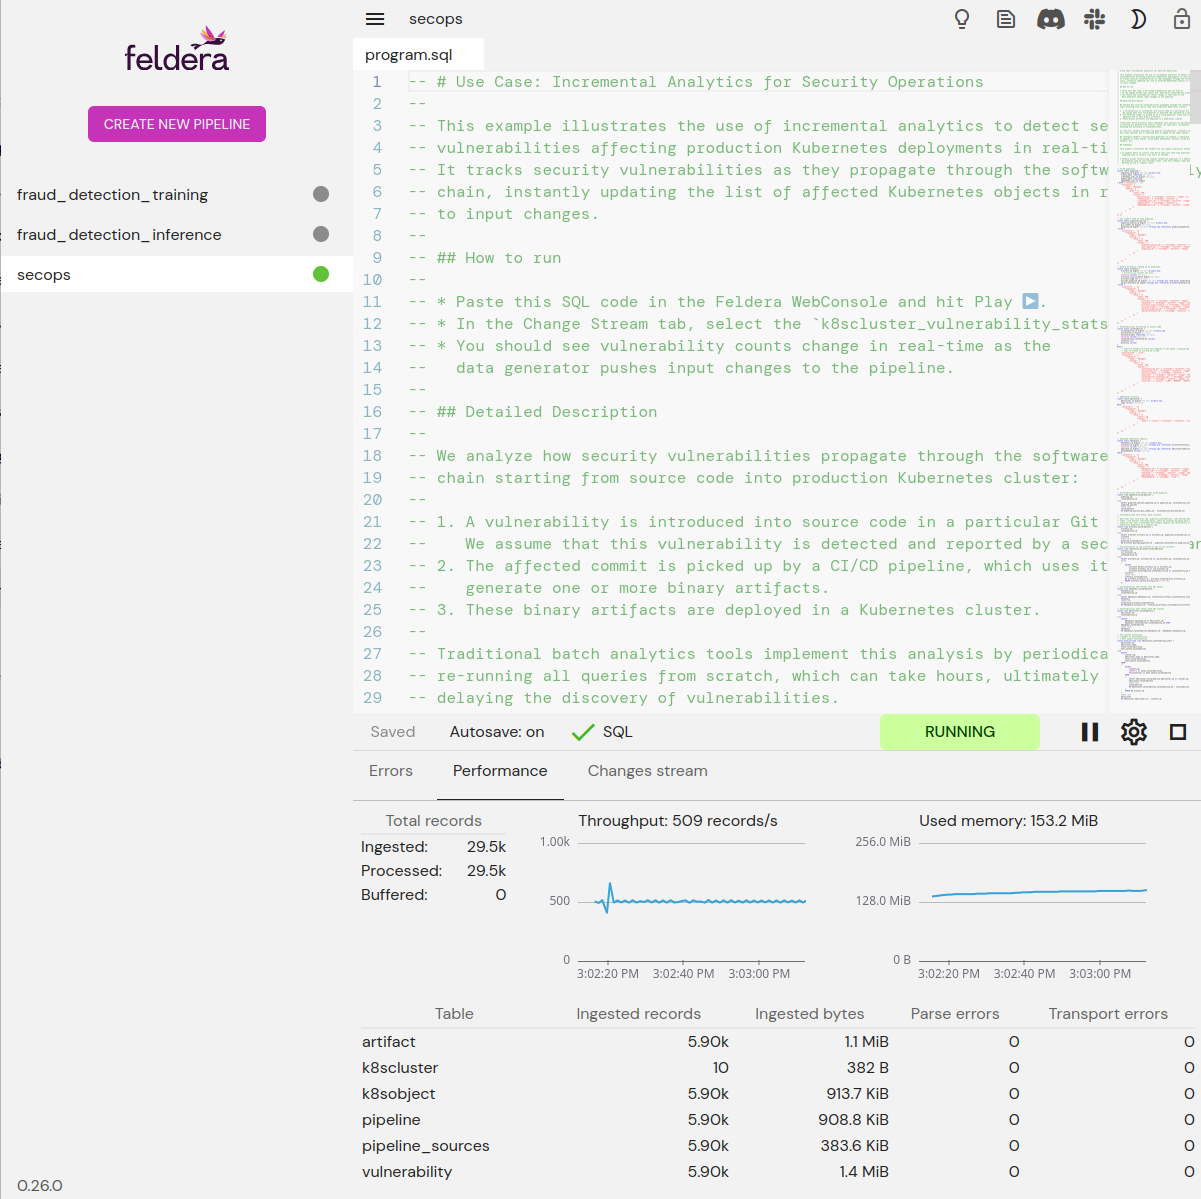 feldera
CREATE NEW PIPELINE
fraud_detection_training
fraud_detection_inference
secops
0.26.0
secops
program.sql
1 -- # Use Case: Incremental Analytics for Security Operations
2 --
3 -- This example illustrates the use of incremental analytics to detect se
4 -- vulnerabilities affecting production Kubernetes deployments in real-ti
5 -- It tracks security vulnerabilities as they propagate through the softw
6 -- chain, instantly updating the list of affected Kubernetes objects in r
7 -- to input changes.
8 --
9 -- ## How to run
10 --
11 -- * Paste this SQL code in the Feldera WebConsole and hit Play ▶️.
12 -- * In the Change Stream tab, select the `k8scluster_vulnerability_stats
13 -- * You should see vulnerability counts change in real-time as the
14 --   data generator pushes input changes to the pipeline.
15 --
16 -- ## Detailed Description
17 --
18 -- We analyze how security vulnerabilities propagate through the software
19 -- chain starting from source code into production Kubernetes cluster:
20 --
21 -- 1. A vulnerability is introduced into source code in a particular Git
22 --    We assume that this vulnerability is detected and reported by a sec
23 -- 2. The affected commit is picked up by a CI/CD pipeline, which uses it
24 --    generate one or more binary artifacts.
25 -- 3. These binary artifacts are deployed in a Kubernetes cluster.
26 --
27 -- Traditional batch analytics tools implement this analysis by periodica
28 -- re-running all queries from scratch, which can take hours, ultimately
29 -- delaying the discovery of vulnerabilities.
Saved Autosave: on SQL RUNNING
Errors Performance Changes stream
Total records
Ingested: 29.5k
Processed: 29.5k
Buffered: 0
Throughput: 509 records/s
1.00k
500
0
3:02:20 PM 3:02:40 PM 3:03:00 PM
Used memory: 153.2 MiB
256.0 MiB
128.0 MiB
0 B
3:02:20 PM 3:02:40 PM 3:03:00 PM
Table Ingested records Ingested bytes Parse errors Transport errors
artifact 5.90k 1.1 MiB 0 0
k8scluster 10 382 B 0 0
k8sobject 5.90k 913.7 KiB 0 0
pipeline 5.90k 908.8 KiB 0 0
pipeline_sources 5.90k 383.6 KiB 0 0
vulnerability 5.90k 1.4 MiB 0 0